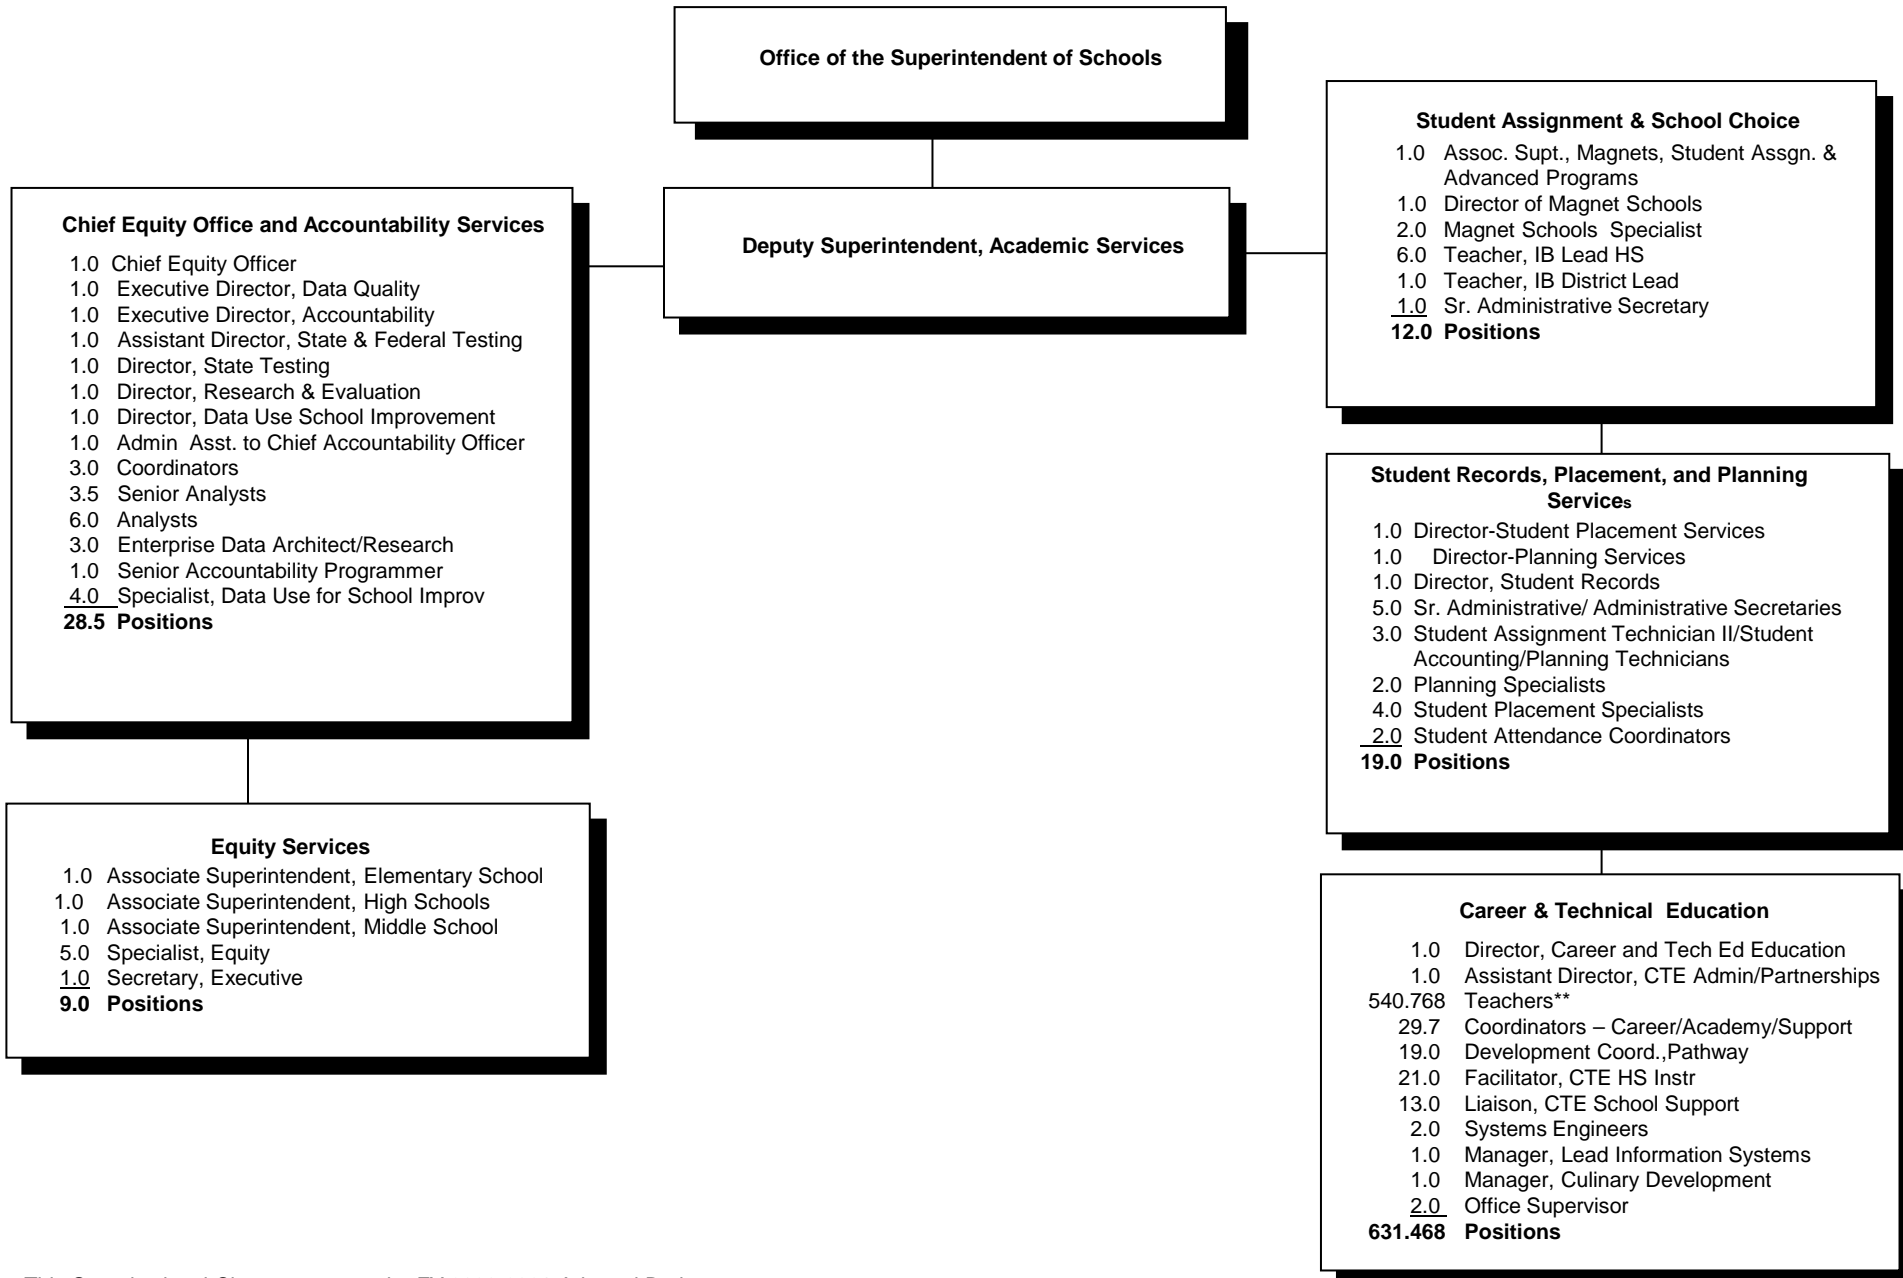 Office of the Superintendent of Schools
Deputy Superintendent, Academic Services
Chief Equity Office and Accountability Services
1.0 Chief Equity Officer
1.0 Executive Director, Data Quality
1.0 Executive Director, Accountability
1.0 Assistant Director, State & Federal Testing
1.0 Director, State Testing
1.0 Director, Research & Evaluation
1.0 Director, Data Use School Improvement
1.0 Admin Asst. to Chief Accountability Officer
3.0 Coordinators
3.5 Senior Analysts
6.0 Analysts
3.0 Enterprise Data Architect/Research
1.0 Senior Accountability Programmer
4.0 Specialist, Data Use for School Improv
28.5 Positions
Equity Services
1.0 Associate Superintendent, Elementary School
1.0 Associate Superintendent, High Schools
1.0 Associate Superintendent, Middle School
5.0 Specialist, Equity
1.0 Secretary, Executive
9.0 Positions
Student Assignment & School Choice
1.0 Assoc. Supt., Magnets, Student Assgn. &
Advanced Programs
1.0 Director of Magnet Schools
2.0 Magnet Schools Specialist
6.0 Teacher, IB Lead HS
1.0 Teacher, IB District Lead
1.0 Sr. Administrative Secretary
12.0 Positions
Student Records, Placement, and Planning
Services
1.0 Director-Student Placement Services
1.0 Director-Planning Services
1.0 Director, Student Records
5.0 Sr. Administrative/ Administrative Secretaries
3.0 Student Assignment Technician II/Student
Accounting/Planning Technicians
2.0 Planning Specialists
4.0 Student Placement Specialists
2.0 Student Attendance Coordinators
19.0 Positions
Career & Technical Education
1.0 Director, Career and Tech Ed Education
1.0 Assistant Director, CTE Admin/Partnerships
540.768 Teachers**
29.7 Coordinators – Career/Academy/Support
19.0 Development Coord.,Pathway
21.0 Facilitator, CTE HS Instr
13.0 Liaison, CTE School Support
2.0 Systems Engineers
1.0 Manager, Lead Information Systems
1.0 Manager, Culinary Development
2.0 Office Supervisor
631.468 Positions